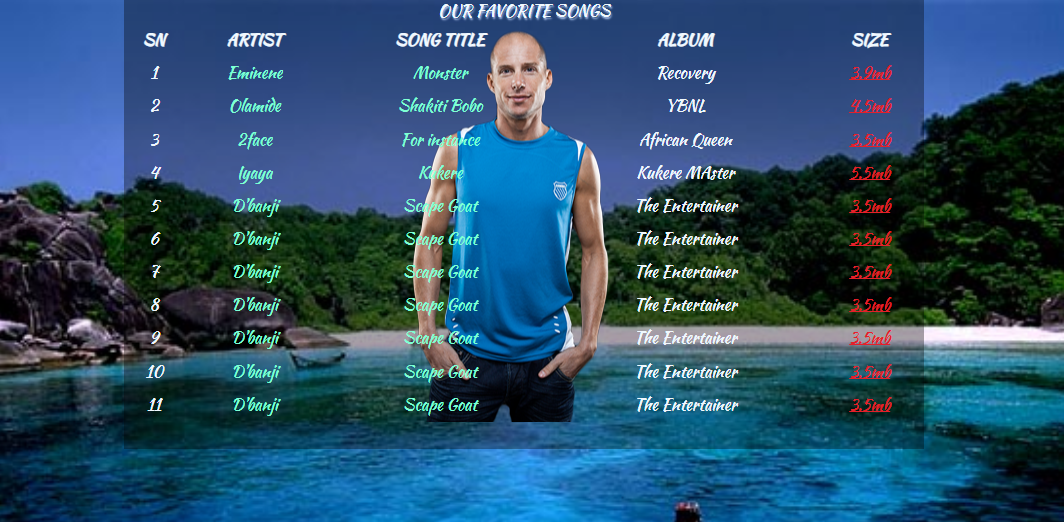 OUR FAVORITE SONGS
SN ARTIST SONG TITLE ALBUM SIZE
1 Eminene Monster Recovery 3.9mb
2 Olamide Shakiti Bobo YBNL 4.5mb
3 2face For instance African Queen 3.5mb
4 Iyaya Kukere Kukere MAster 5.5mb
5 D'banji Scape Goat The Entertainer 3.5mb
6 D'banji Scape Goat The Entertainer 3.5mb
7 D'banji Scape Goat The Entertainer 3.5mb
8 D'banji Scape Goat The Entertainer 3.5mb
9 D'banji Scape Goat The Entertainer 3.5mb
10 D'banji Scape Goat The Entertainer 3.5mb
11 D'banji Scape Goat The Entertainer 3.5mb